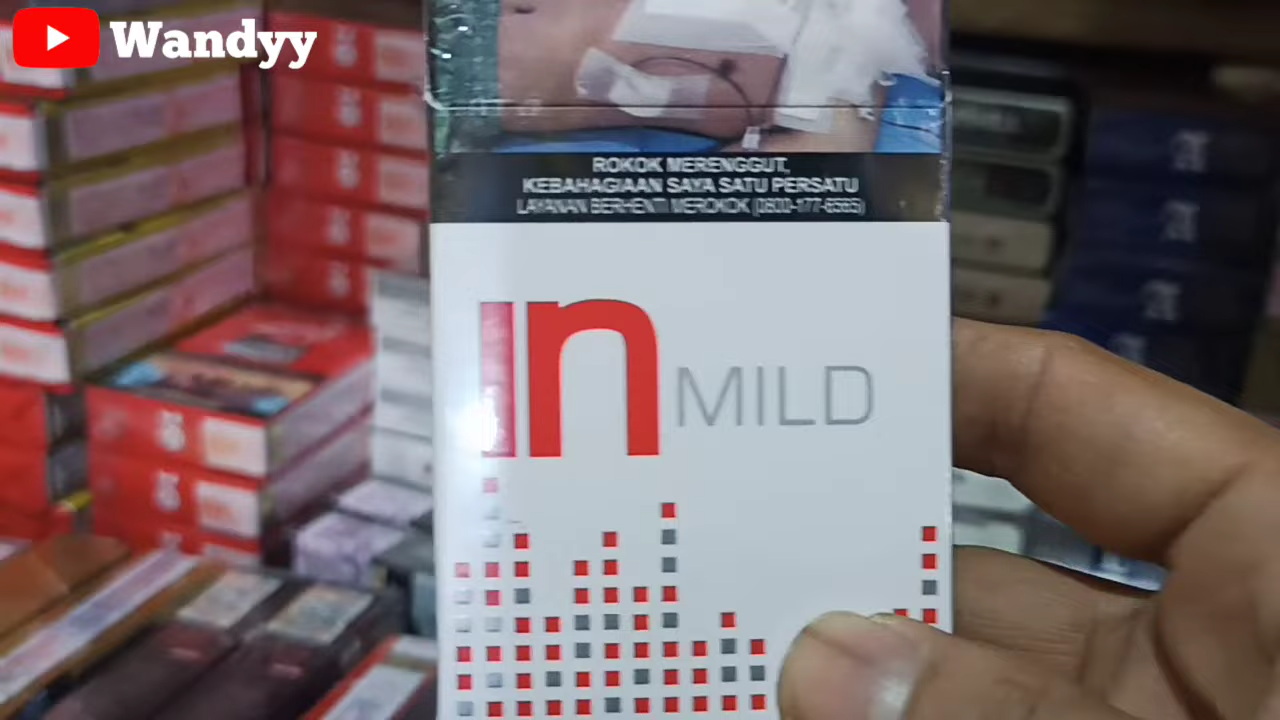 Wandyy
ROKOK MERENGGUT,
KEBAHAGIAAN SAYA SATU PERSATU
LAYANAN BERHENTI MEROKOK (0800-177-6565)
In MILD